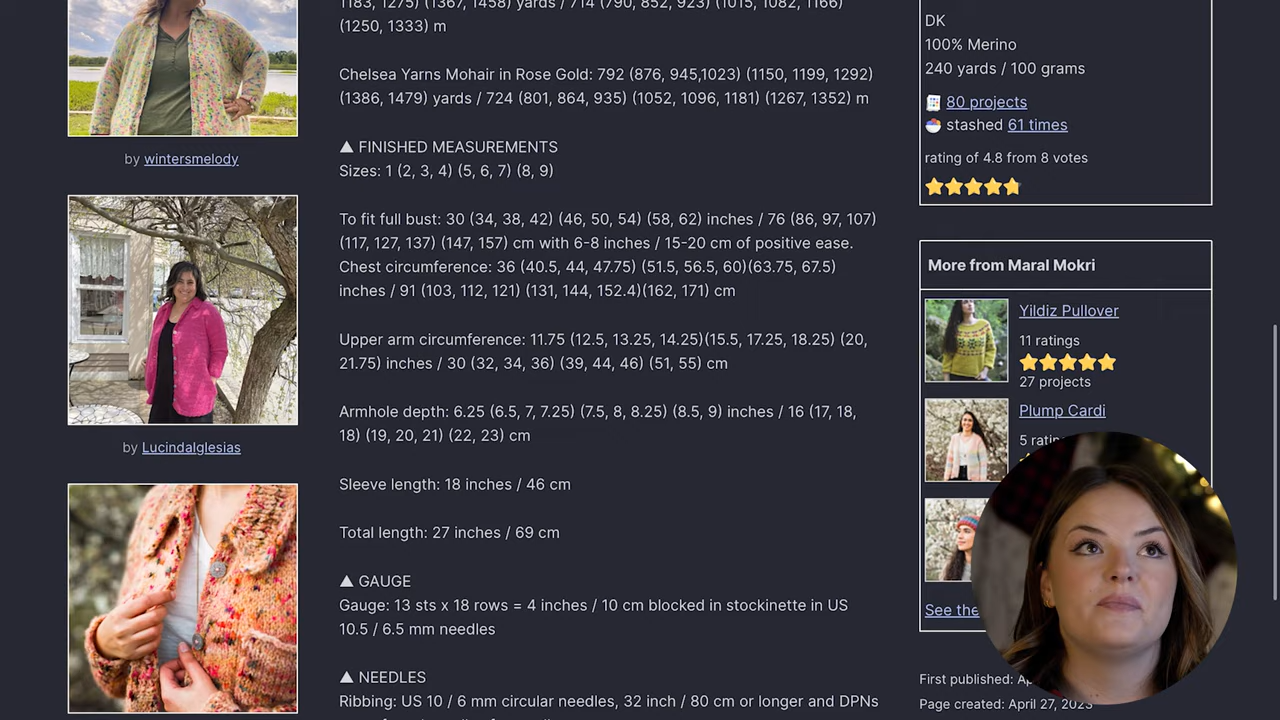 1183, 1275) (1367, 1458) yards / 714 (790, 852, 923) (1015, 1082, 1166)
(1250, 1333) m
Chelsea Yarns Mohair in Rose Gold: 792 (876, 945,1023) (1150, 1199, 1292)
(1386, 1479) yards / 724 (801, 864, 935) (1052, 1096, 1181) (1267, 1352) m
▲ FINISHED MEASUREMENTS
Sizes: 1 (2, 3, 4) (5, 6, 7) (8, 9)
To fit full bust: 30 (34, 38, 42) (46, 50, 54) (58, 62) inches / 76 (86, 97, 107)
(117, 127, 137) (147, 157) cm with 6-8 inches / 15-20 cm of positive ease.
Chest circumference: 36 (40.5, 44, 47.75) (51.5, 56.5, 60)(63.75, 67.5)
inches / 91 (103, 112, 121) (131, 144, 152.4)(162, 171) cm
Upper arm circumference: 11.75 (12.5, 13.25, 14.25)(15.5, 17.25, 18.25) (20,
21.75) inches / 30 (32, 34, 36) (39, 44, 46) (51, 55) cm
Armhole depth: 6.25 (6.5, 7, 7.25) (7.5, 8, 8.25) (8.5, 9) inches / 16 (17, 18,
18) (19, 20, 21) (22, 23) cm
Sleeve length: 18 inches / 46 cm
Total length: 27 inches / 69 cm
▲ GAUGE
Gauge: 13 sts x 18 rows = 4 inches / 10 cm blocked in stockinette in US
10.5 / 6.5 mm needles
▲ NEEDLES
Ribbing: US 10 / 6 mm circular needles, 32 inch / 80 cm or longer and DPNs
by wintersmelody
by LucindaIglesias
DK
100% Merino
240 yards / 100 grams
80 projects
stashed 61 times
rating of 4.8 from 8 votes
More from Maral Mokri
Yildiz Pullover
11 ratings
27 projects
Plump Cardi
5 ratin
See the
First published: Ap
Page created: April 27, 2023